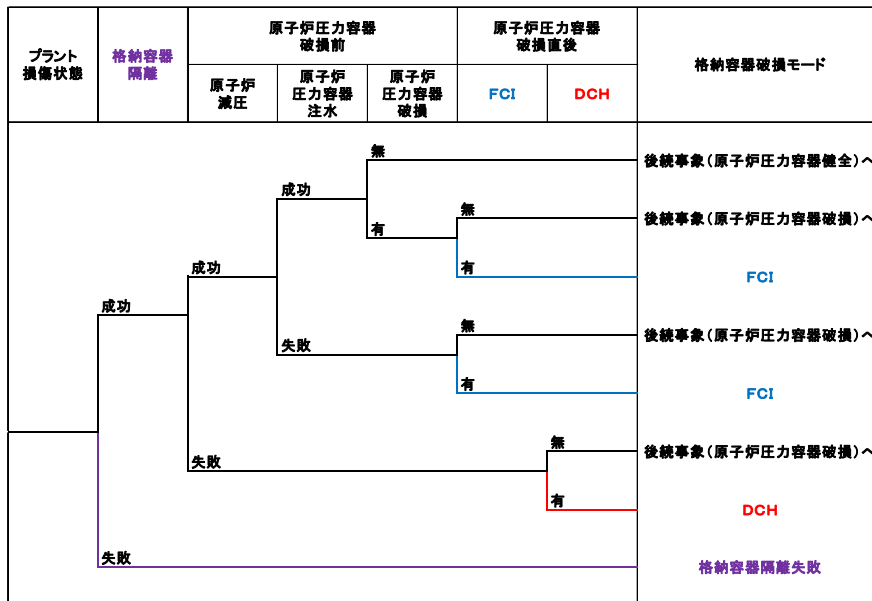 プラント
損傷状態
格納容器
隔離
原子炉圧力容器
破損前
原子炉
減圧
原子炉
圧力容器
注水
原子炉
圧力容器
破損
原子炉圧力容器
破損直後
FCI
DCH
格納容器破損モード
無
後続事象(原子炉圧力容器健全)へ
成功
無
後続事象(原子炉圧力容器破損)へ
有
有
FCI
成功
成功
無
後続事象(原子炉圧力容器破損)へ
失敗
有
FCI
無
後続事象(原子炉圧力容器破損)へ
失敗
有
DCH
失敗
格納容器隔離失敗